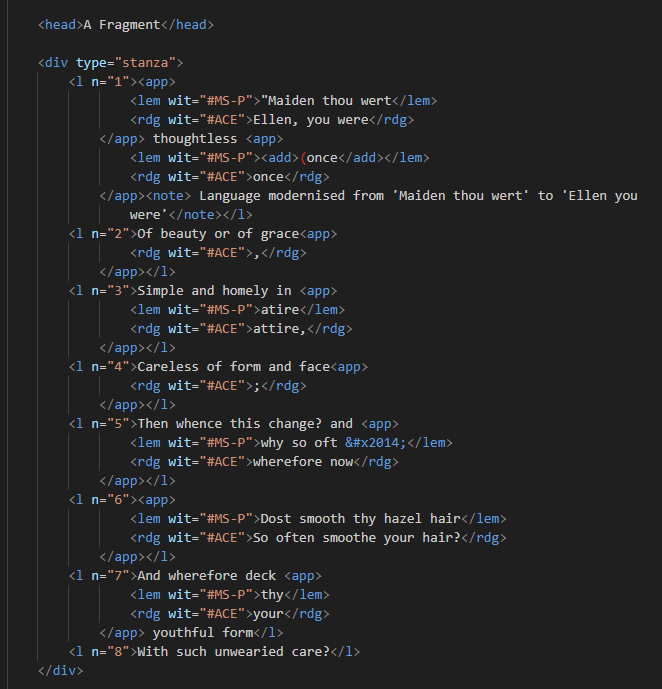 <head>A Fragment</head>
<div type="stanza">
<l n="1"><app>
<lem wit="#MS-P">"Maiden thou wert</lem>
<rdg wit="#ACE">Ellen, you were</rdg>
</app> thoughtless <app>
<lem wit="#MS-P"><add>(once</add></lem>
<rdg wit="#ACE">once</rdg>
</app><note> Language modernised from 'Maiden thou wert' to 'Ellen you
were'</note></l>
<l n="2">Of beauty or of grace<app>
<rdg wit="#ACE">,</rdg>
</app></l>
<l n="3">Simple and homely in <app>
<lem wit="#MS-P">atire</lem>
<rdg wit="#ACE">attire,</rdg>
</app></l>
<l n="4">Careless of form and face<app>
<rdg wit="#ACE">;</rdg>
</app></l>
<l n="5">Then whence this change? and <app>
<lem wit="#MS-P">why so oft &#x2014;</lem>
<rdg wit="#ACE">wherefore now</rdg>
</app></l>
<l n="6"><app>
<lem wit="#MS-P">Dost smooth thy hazel hair</lem>
<rdg wit="#ACE">So often smoothe your hair?</rdg>
</app></l>
<l n="7">And wherefore deck <app>
<lem wit="#MS-P">thy</lem>
<rdg wit="#ACE">your</rdg>
</app> youthful form</l>
<l n="8">With such unwearied care?</l>
</div>